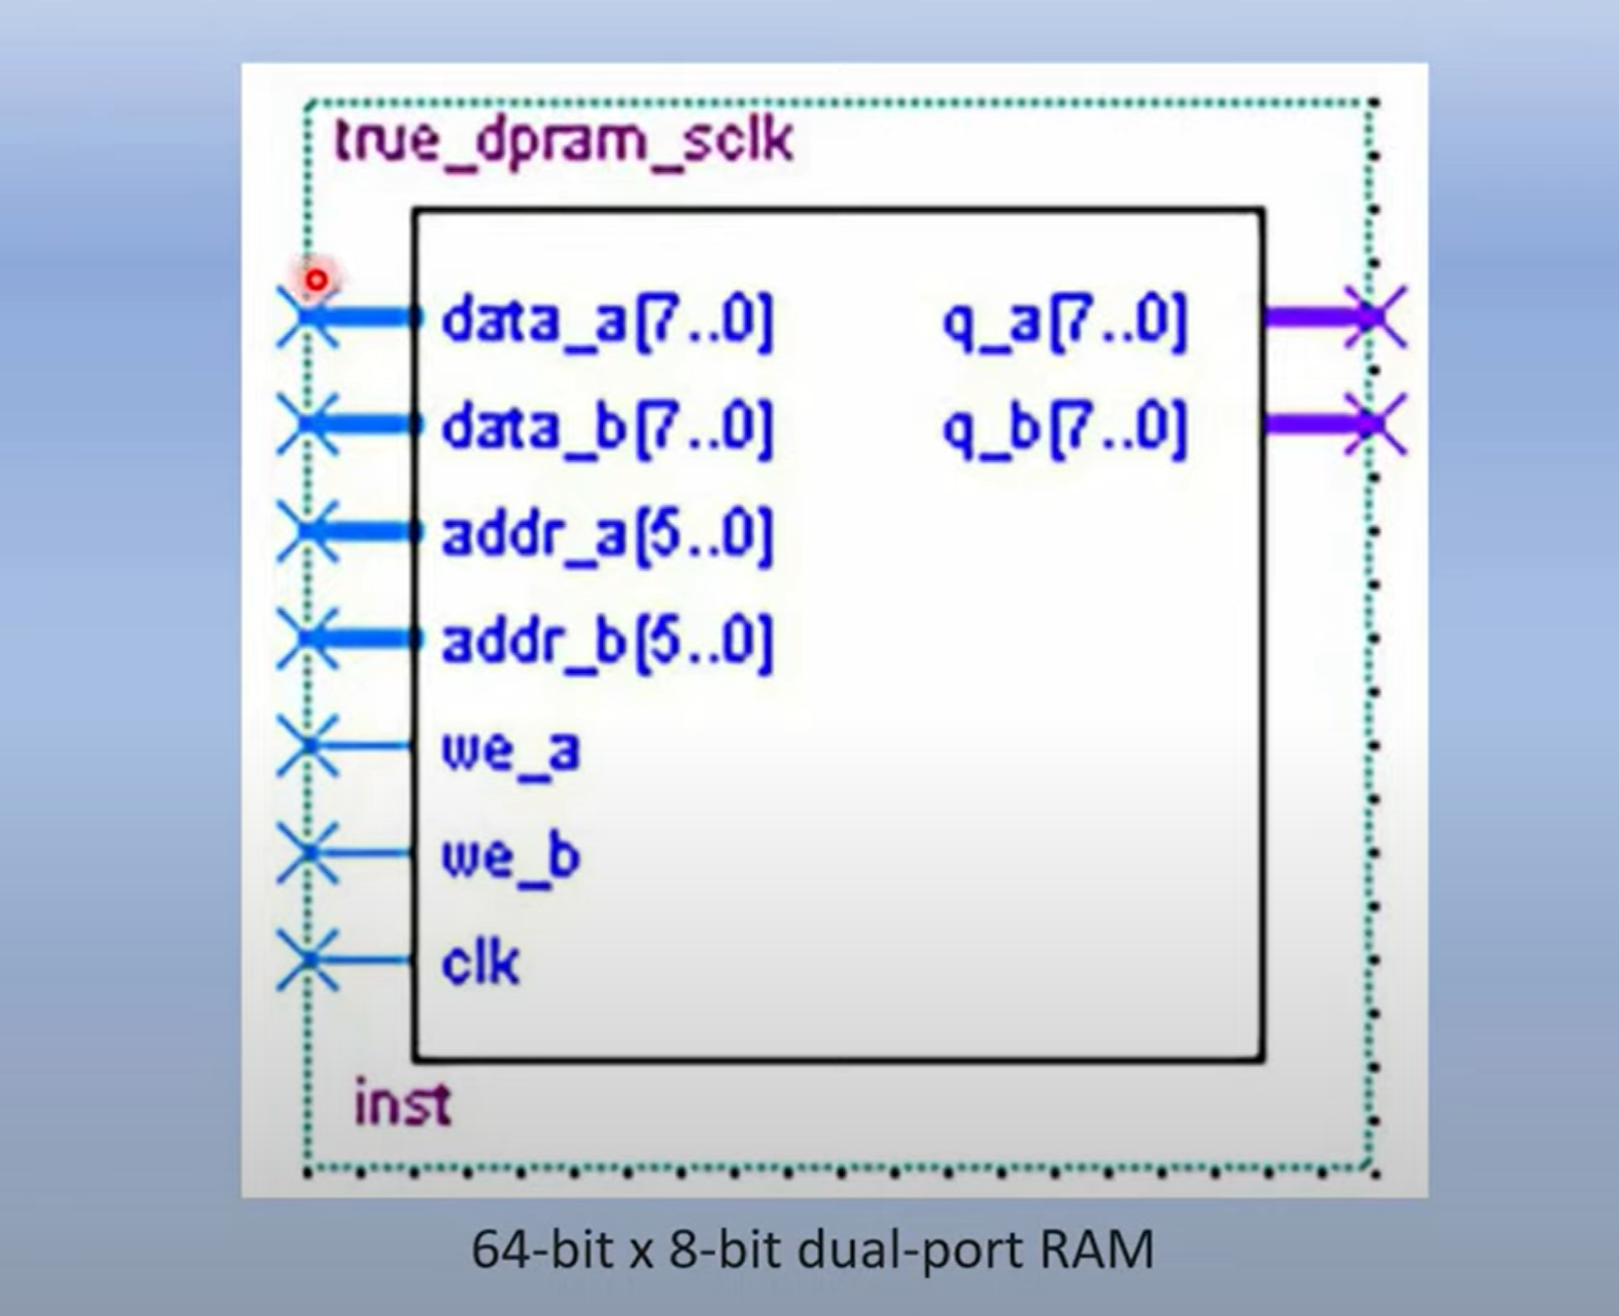 true_dpram_sclk
data_a[7..0] q_a[7..0]
data_b[7..0] q_b[7..0]
addr_a[5..0]
addr_b[5..0]
we_a
we_b
clk
inst
64-bit x 8-bit dual-port RAM